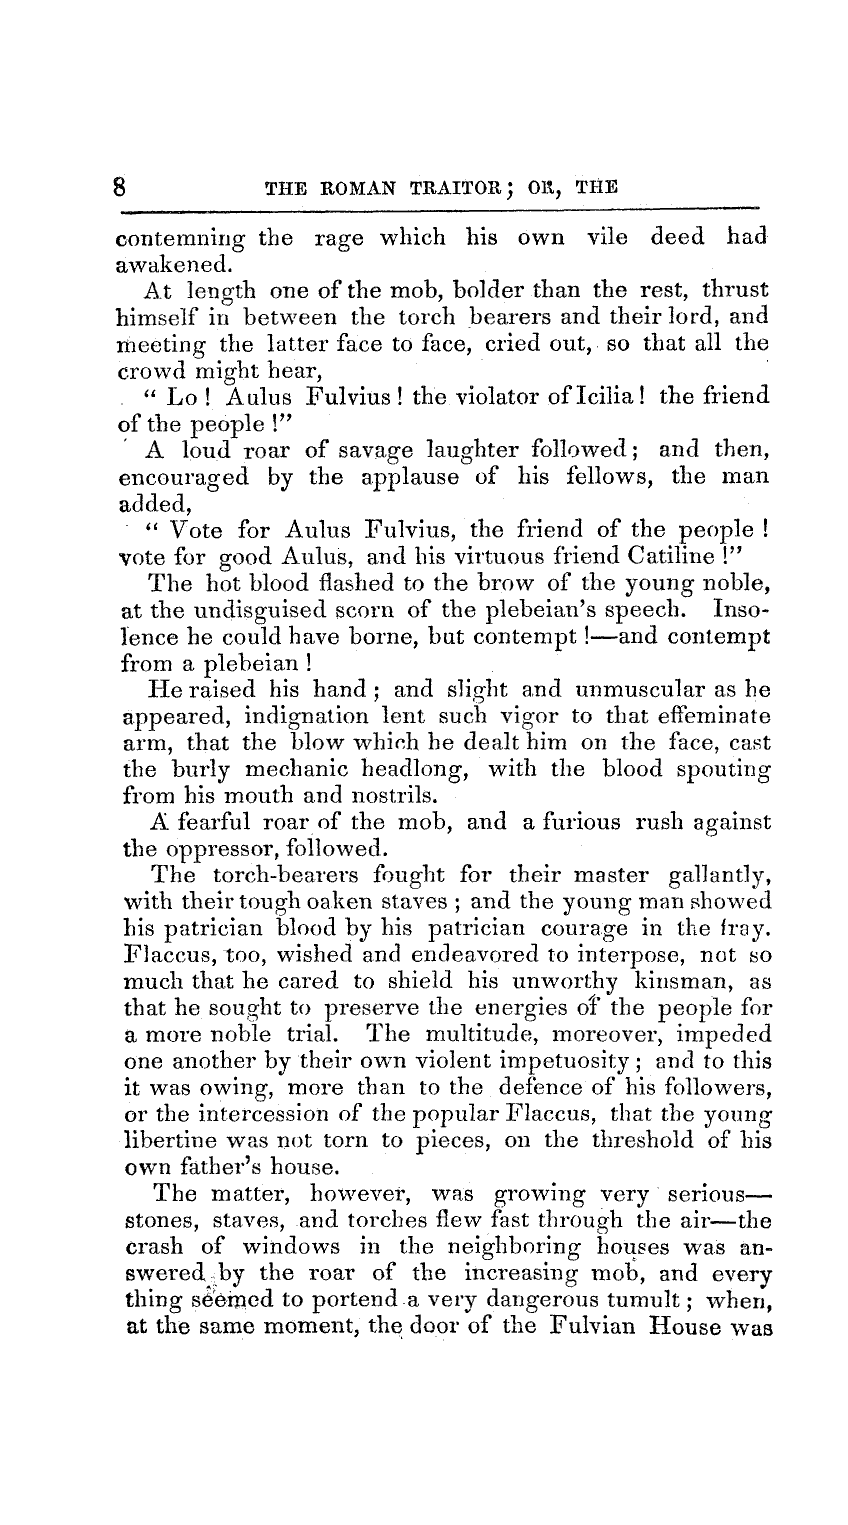 8 THE ROMAN TRAITOR; OR, THE
contemning the rage which his own vile deed had
awakened.
At length one of the mob, bolder than the rest, thrust
himself in between the torch bearers and their lord, and
meeting the latter face to face, cried out, so that all the
crowd might hear,
“ Lo ! Aulus Fulvius ! the violator of Icilia ! the friend
of the people !”
A loud roar of savage laughter followed ; and then,
encouraged by the applause of his fellows, the man
added,
“ Vote for Aulus Fulvius, the friend of the people !
vote for good Aulus, and his virtuous friend Catiline !”
The hot blood flashed to the brow of the young noble,
at the undisguised scorn of the plebeian’s speech. Inso-
lence he could have borne, but contempt !—and contempt
from a plebeian !
He raised his hand ; and slight and unmuscular as he
appeared, indignation lent such vigor to that effeminate
arm, that the blow which he dealt him on the face, cast
the burly mechanic headlong, with the blood spouting
from his mouth and nostrils.
A fearful roar of the mob, and a furious rush against
the oppressor, followed.
The torch-bearers fought for their master gallantly,
with their tough oaken staves ; and the young man showed
his patrician blood by his patrician courage in the fray.
Flaccus, too, wished and endeavored to interpose, not so
much that he cared to shield his unworthy kinsman, as
that he sought to preserve the energies of the people for
a more noble trial. The multitude, moreover, impeded
one another by their own violent impetuosity ; and to this
it was owing, more than to the defence of his followers,
or the intercession of the popular Flaccus, that the young
libertine was not torn to pieces, on the threshold of his
own father’s house.
The matter, however, was growing very serious—
stones, staves, and torches flew fast through the air—the
crash of windows in the neighboring houses was an-
swered by the roar of the increasing mob, and every
thing seemed to portend a very dangerous tumult ; when,
at the same moment, the door of the Fulvian House was